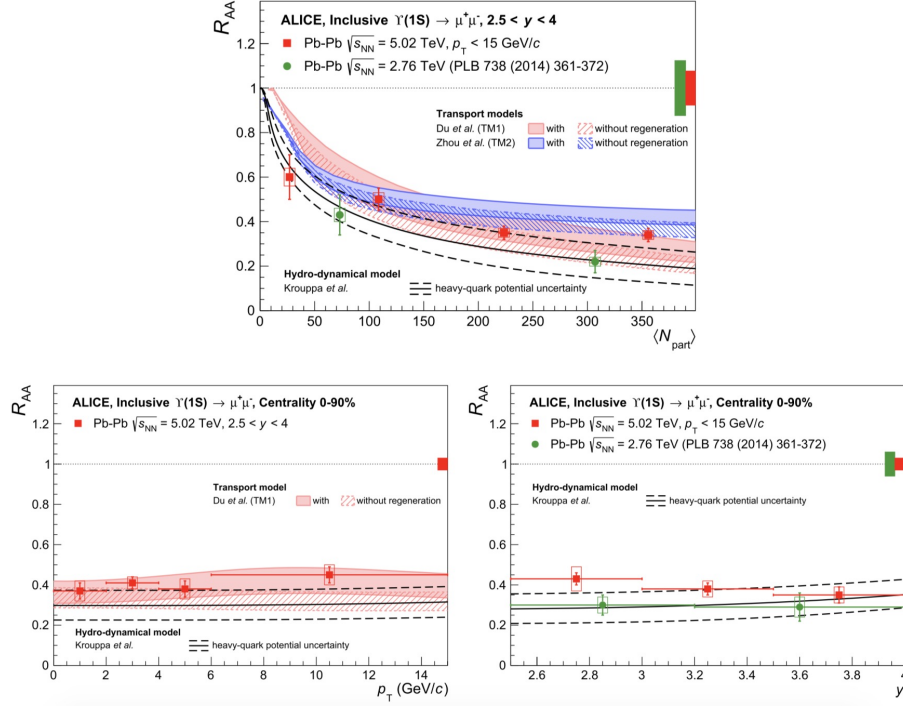 ALICE, Inclusive ϒ(1S) → μ⁺μ⁻, 2.5 < y < 4
Pb-Pb √s_NN = 5.02 TeV, p_T < 15 GeV/c
Pb-Pb √s_NN = 2.76 TeV (PLB 738 (2014) 361-372)
R_AA
1.2
1
0.8
0.6
0.4
0.2
0
Transport models
Du et al. (TM1) with without regeneration
Zhou et al. (TM2) with without regeneration
Hydro-dynamical model
Krouppa et al. heavy-quark potential uncertainty
0 50 100 150 200 250 300 350
⟨N_part⟩
R_AA
ALICE, Inclusive ϒ(1S) → μ⁺μ⁻, Centrality 0-90%
Pb-Pb √s_NN = 5.02 TeV, 2.5 < y < 4
1.2
1
0.8
0.6
0.4
0.2
0
Transport model
Du et al. (TM1) with without regeneration
Hydro-dynamical model
Krouppa et al. heavy-quark potential uncertainty
0 2 4 6 8 10 12 14
p_T (GeV/c)
R_AA
ALICE, Inclusive ϒ(1S) → μ⁺μ⁻, Centrality 0-90%
Pb-Pb √s_NN = 5.02 TeV, p_T < 15 GeV/c
Pb-Pb √s_NN = 2.76 TeV (PLB 738 (2014) 361-372)
1.2
1
0.8
0.6
0.4
0.2
0
Hydro-dynamical model
Krouppa et al. heavy-quark potential uncertainty
2.6 2.8 3 3.2 3.4 3.6 3.8 4
y